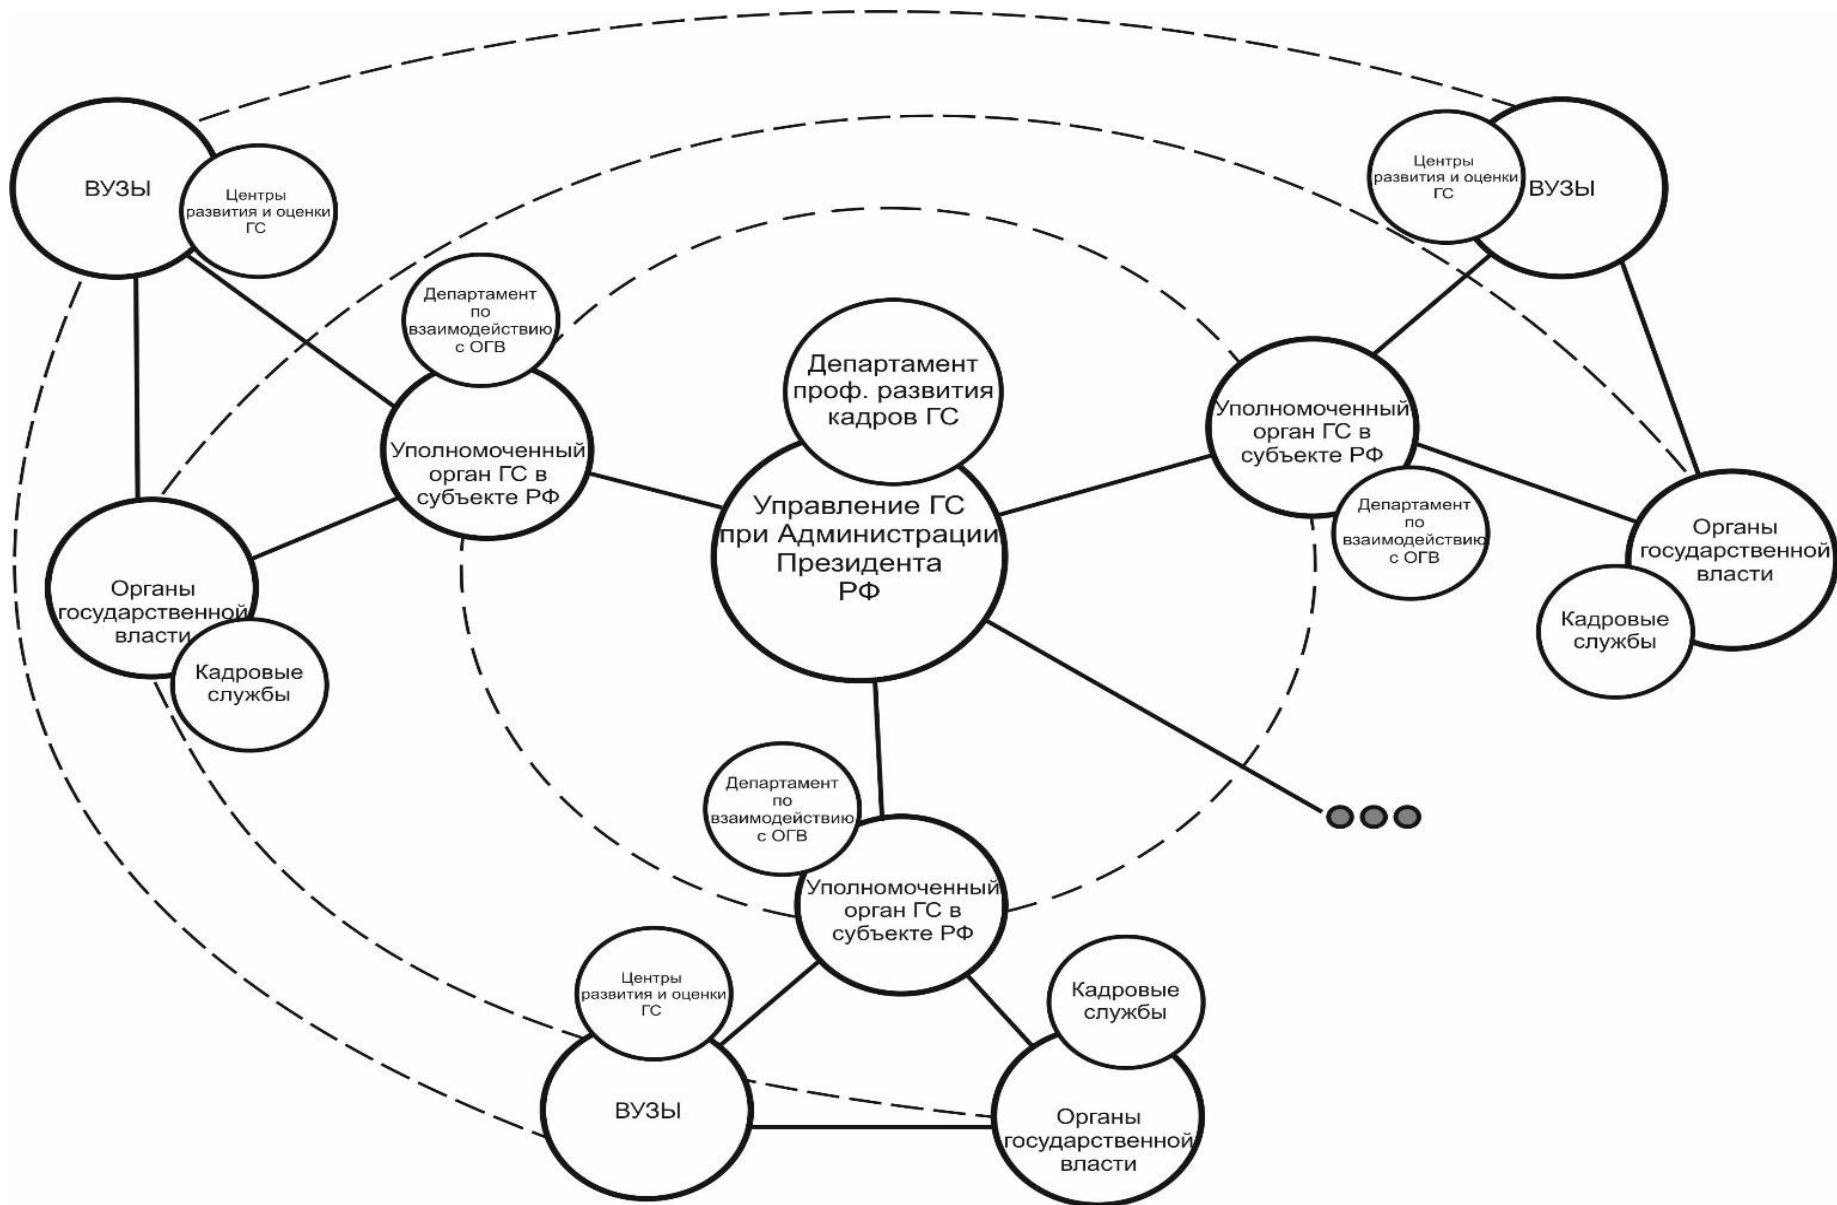 ВУЗЫ
Центры
развития и оценки
ГС
Центры
развития и оценки
ГС
ВУЗЫ
Департамент
по
взаимодействию
с ОГВ
Уполномоченный
орган ГС в
субъекте РФ
Департамент
проф. развития
кадров ГС
Управление ГС
при Администрации
Президента
РФ
Уполномоченный
орган ГС в
субъекте РФ
Департамент
по
взаимодействию
с ОГВ
Органы
государственной
власти
Кадровые
службы
Органы
государственной
власти
Кадровые
службы
Департамент
по
взаимодействию
с ОГВ
Уполномоченный
орган ГС в
субъекте РФ
Центры
развития и оценки
ГС
ВУЗЫ
Кадровые
службы
Органы
государственной
власти